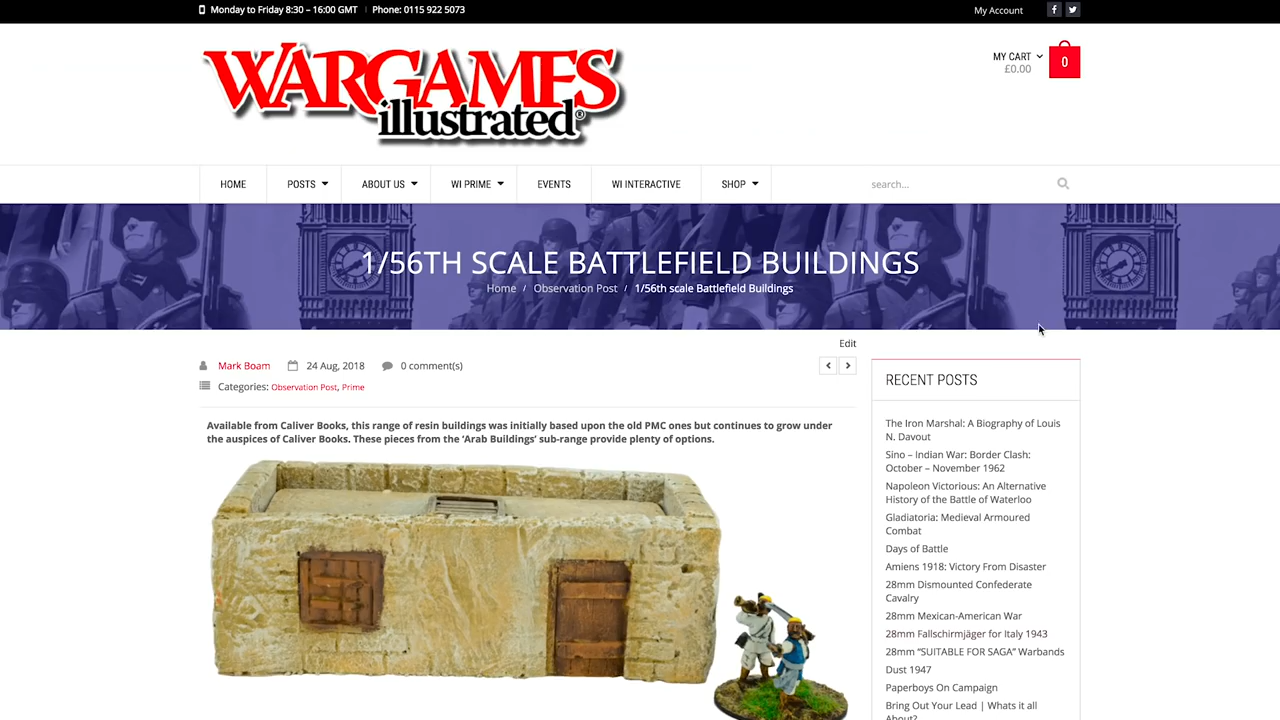 Monday to Friday 8:30 – 16:00 GMT | Phone: 0115 922 5073
My Account
WARGAMES
illustrated®
MY CART
£0.00
0
HOME
POSTS
ABOUT US
WI PRIME
EVENTS
WI INTERACTIVE
SHOP
search...
1/56TH SCALE BATTLEFIELD BUILDINGS
Home / Observation Post / 1/56th scale Battlefield Buildings
Edit
Mark Boam 24 Aug, 2018 0 comment(s)
Categories: Observation Post, Prime
Available from Caliver Books, this range of resin buildings was initially based upon the old PMC ones but continues to grow under
the auspices of Caliver Books. These pieces from the ‘Arab Buildings’ sub-range provide plenty of options.
RECENT POSTS
The Iron Marshal: A Biography of Louis
N. Davout
Sino – Indian War: Border Clash:
October – November 1962
Napoleon Victorious: An Alternative
History of the Battle of Waterloo
Gladiatoria: Medieval Armoured
Combat
Days of Battle
Amiens 1918: Victory From Disaster
28mm Dismounted Confederate
Cavalry
28mm Mexican-American War
28mm Fallschirmjäger for Italy 1943
28mm “SUITABLE FOR SAGA” Warbands
Dust 1947
Paperboys On Campaign
Bring Out Your Lead | Whats it all
About?